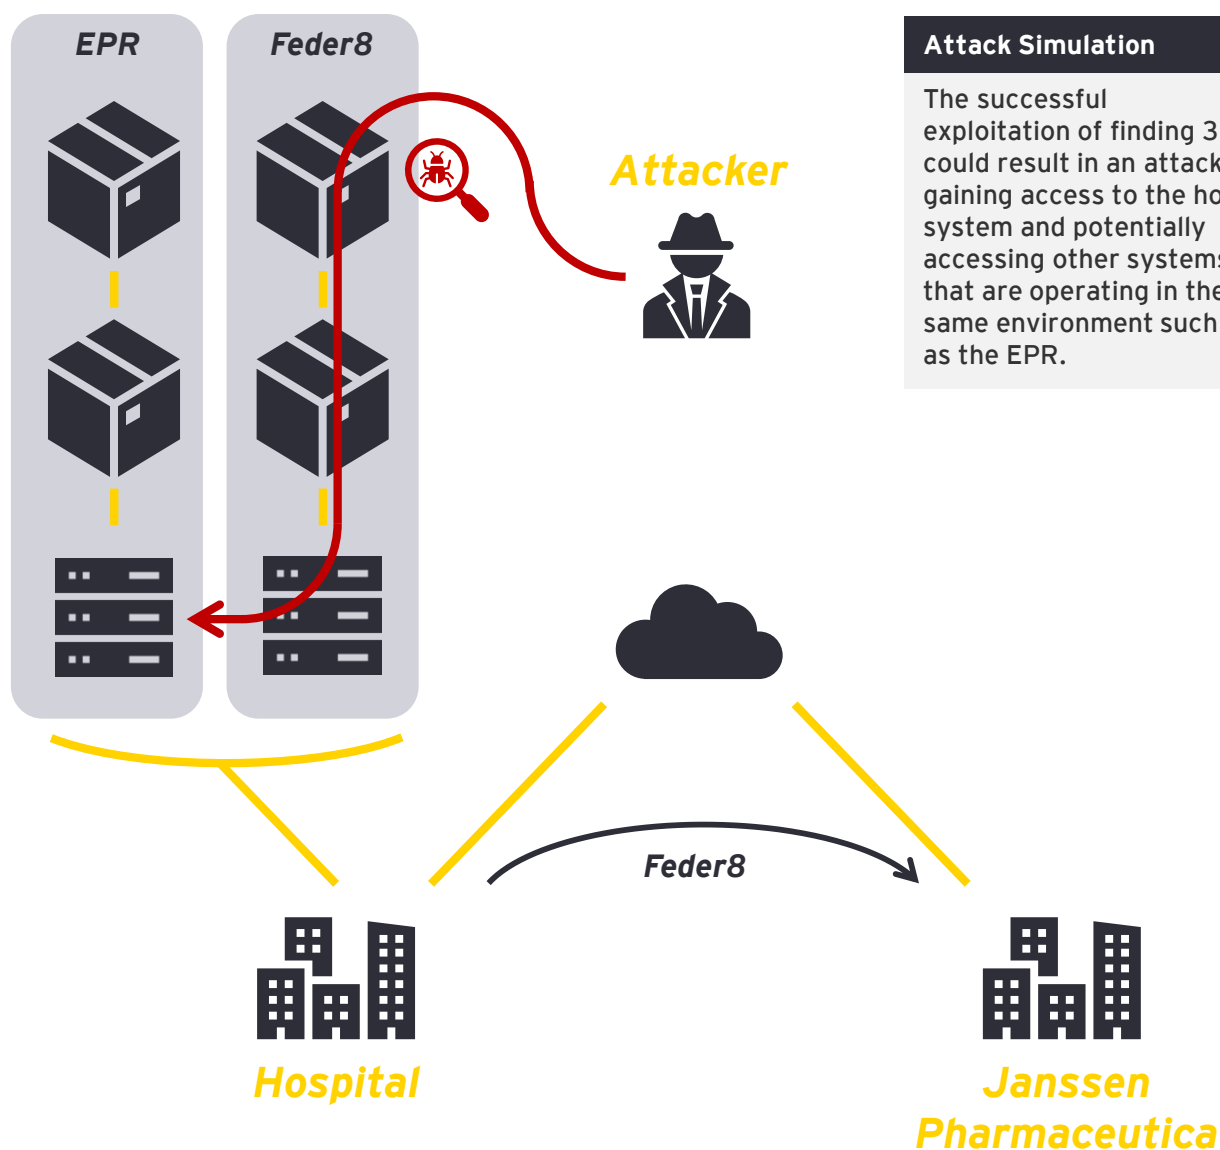 EPR
Feder8
Attack Simulation
The successful
exploitation of finding 3
could result in an attack
gaining access to the ho
system and potentially
accessing other systems
that are operating in the
same environment such
as the EPR.
Attacker
Feder8
Hospital
Janssen
Pharmaceutica